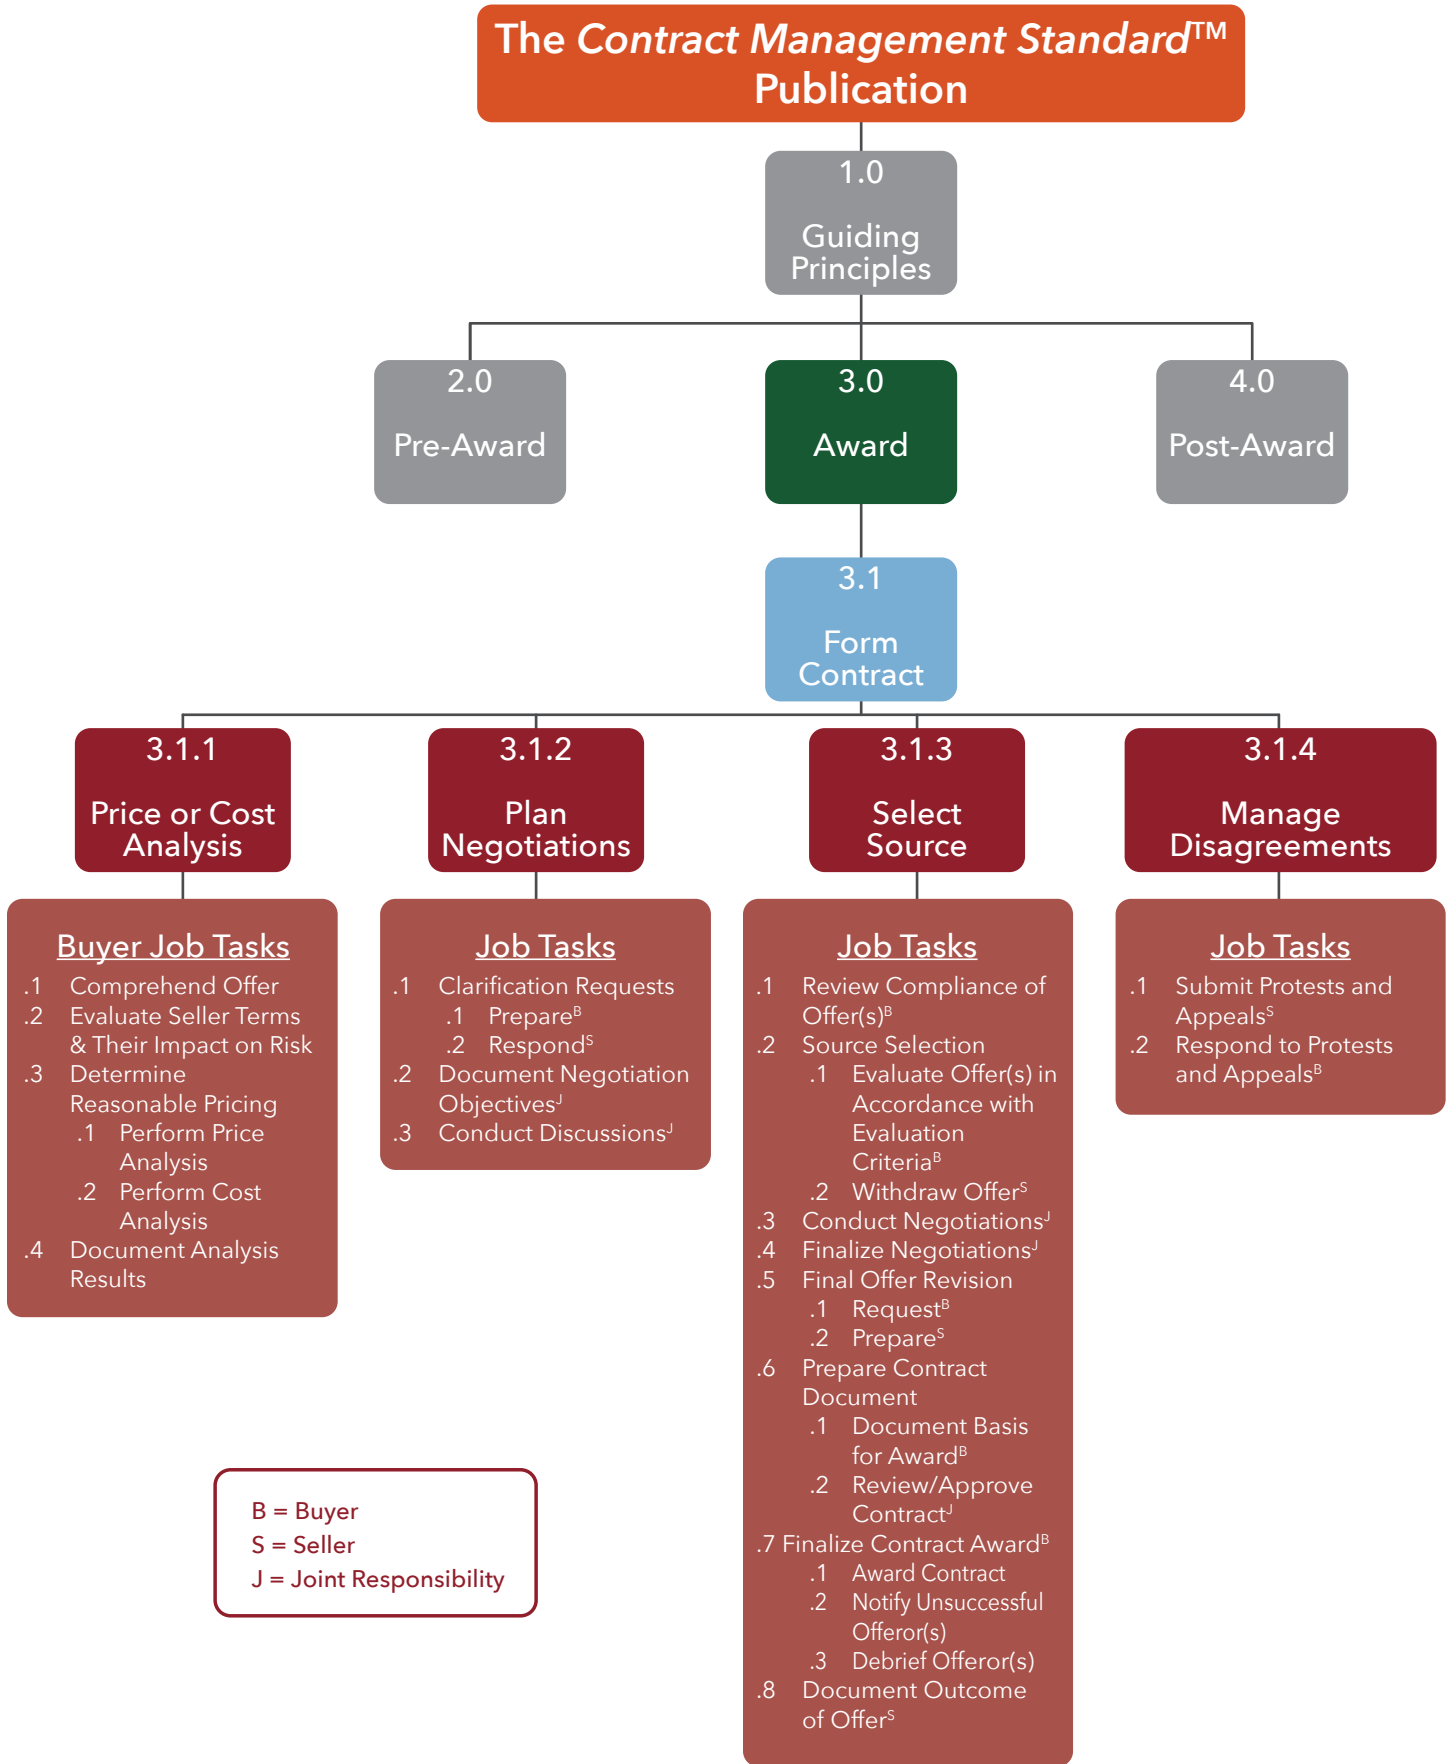 The Contract Management Standard™
Publication
1.0
Guiding
Principles
2.0
Pre-Award
3.0
Award
4.0
Post-Award
3.1
Form
Contract
3.1.1
Price or Cost
Analysis
3.1.2
Plan
Negotiations
3.1.3
Select
Source
3.1.4
Manage
Disagreements
Buyer Job Tasks
.1 Comprehend Offer
.2 Evaluate Seller Terms
& Their Impact on Risk
.3 Determine
Reasonable Pricing
.1 Perform Price
Analysis
.2 Perform Cost
Analysis
.4 Document Analysis
Results
Job Tasks
.1 Clarification Requests
.1 Prepareᴮ
.2 Respondˢ
.2 Document Negotiation
Objectivesᴶ
.3 Conduct Discussionsᴶ
Job Tasks
.1 Review Compliance of
Offer(s)ᴮ
.2 Source Selection
.1 Evaluate Offer(s) in
Accordance with
Evaluation
Criteriaᴮ
.2 Withdraw Offerˢ
.3 Conduct Negotiationsᴶ
.4 Finalize Negotiationsᴶ
.5 Final Offer Revision
.1 Requestᴮ
.2 Prepareˢ
.6 Prepare Contract
Document
.1 Document Basis
for Awardᴮ
.2 Review/Approve
Contractᴶ
.7 Finalize Contract Awardᴮ
.1 Award Contract
.2 Notify Unsuccessful
Offeror(s)
.3 Debrief Offeror(s)
.8 Document Outcome
of Offerˢ
Job Tasks
.1 Submit Protests and
Appealsˢ
.2 Respond to Protests
and Appealsᴮ
B = Buyer
S = Seller
J = Joint Responsibility